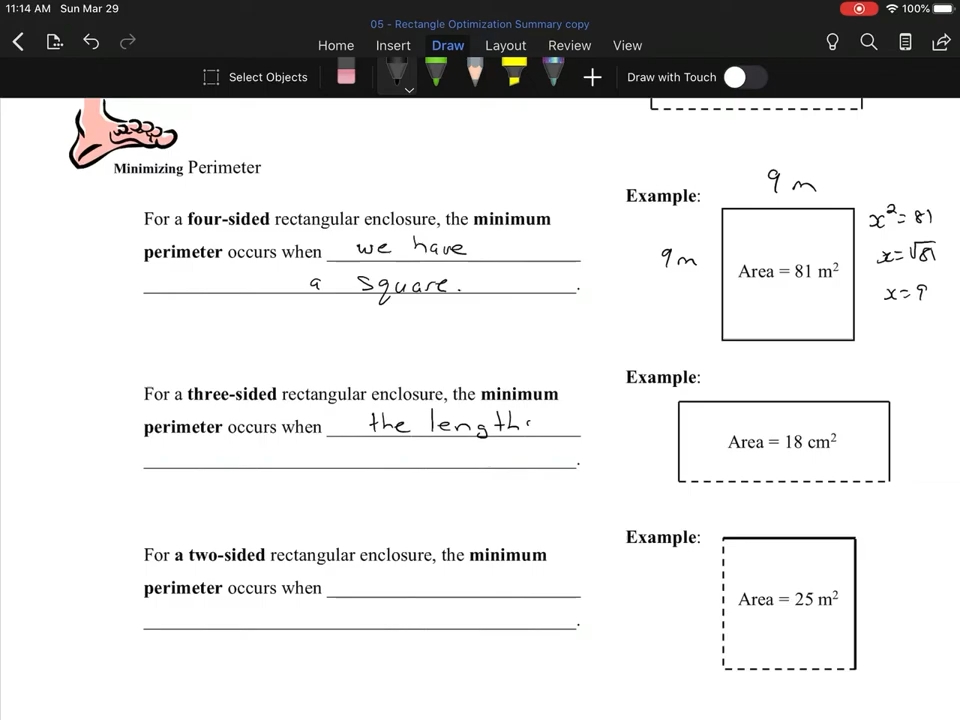 11:14 AM Sun Mar 29
100%
05 - Rectangle Optimization Summary copy
Home Insert Draw Layout Review View
Select Objects
Draw with Touch
Minimizing Perimeter
For a four-sided rectangular enclosure, the minimum
perimeter occurs when we have
a square.
Example:
9 m
9 m
Area = 81 m²
x² = 81
x = √81
x = 9
For a three-sided rectangular enclosure, the minimum
perimeter occurs when the length
.
Example:
Area = 18 cm²
For a two-sided rectangular enclosure, the minimum
perimeter occurs when
.
Example:
Area = 25 m²